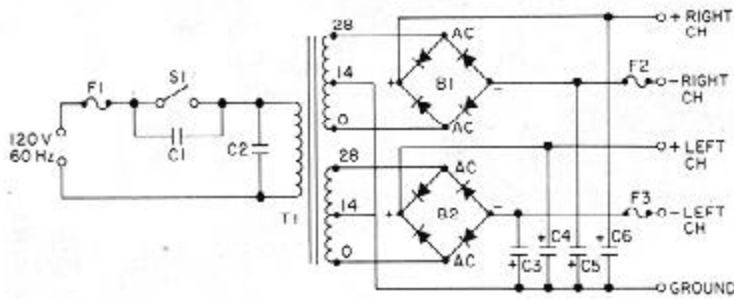 28
AC
+ RIGHT
CH
F1
S1
14
+
B1
-
F2
- RIGHT
CH
120 V
60 Hz
C1
C2
0
AC
+ LEFT
CH
28
AC
T1
14
+
B2
-
F3
- LEFT
CH
0
AC
+
C3
+
C4
+
C5
+
C6
GROUND